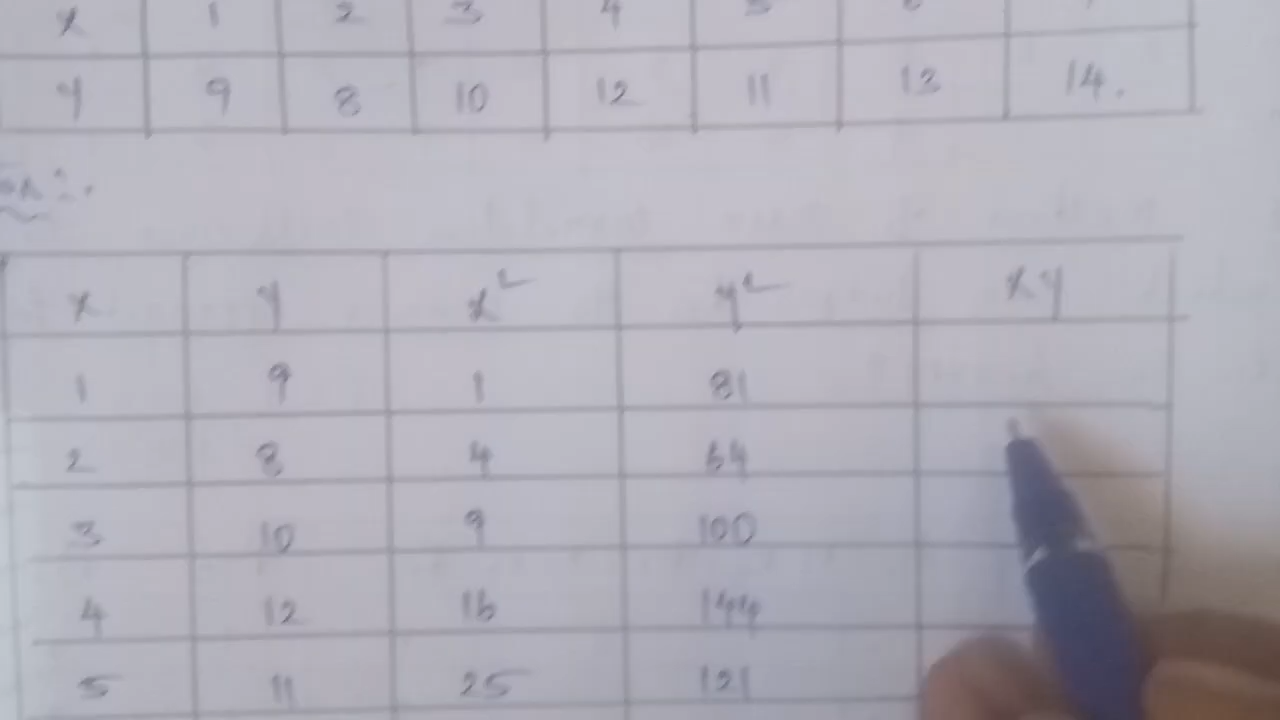 x 1 2 3 4 5
y 9 8 10 12 11 13 14.
x y x² y² xy
1 9 1 81
2 8 4 64
3 10 9 100
4 12 16 144
5 11 25 121